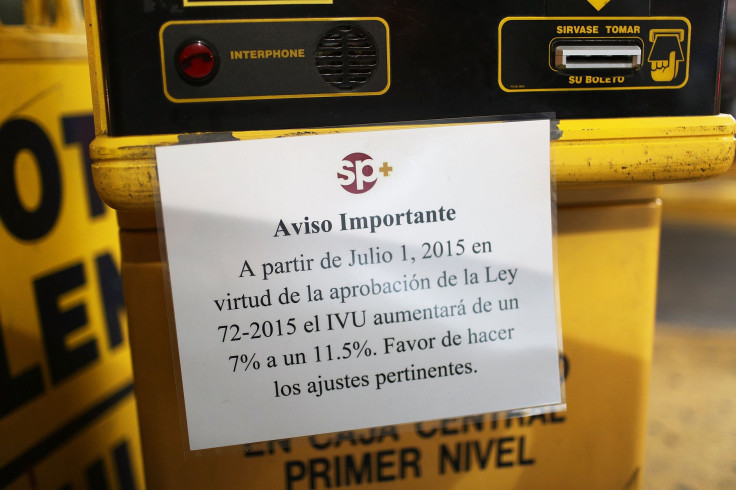 INTERPHONE
SIRVASE TOMAR
SU BOLETO
sp+
Aviso Importante
A partir de Julio 1, 2015 en
virtud de la aprobación de la Ley
72-2015 el IVU aumentará de un
7% a un 11.5%. Favor de hacer
los ajustes pertinentes.
EN CAJA CENTRAL
PRIMER NIVEL